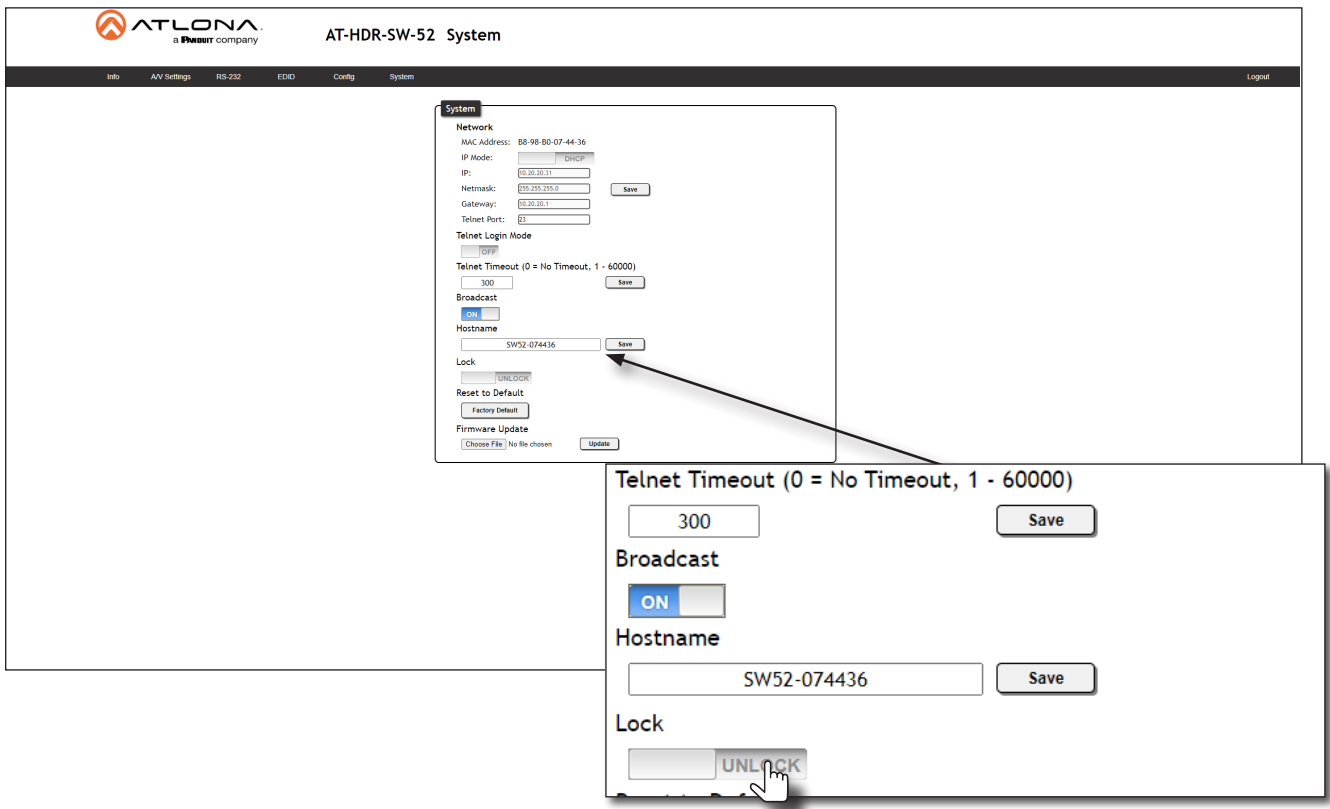 ATLONA.
a PANDUIT company
AT-HDR-SW-52 System
Info A/V Settings RS-232 EDID Config System Logout
System
Network
MAC Address: B8-98-B0-07-44-36
IP Mode: DHCP
IP: 10.20.20.31
Netmask: 255.255.255.0 Save
Gateway: 10.20.20.1
Telnet Port: 23
Telnet Login Mode
OFF
Telnet Timeout (0 = No Timeout, 1 - 60000)
300 Save
Broadcast
ON
Hostname
SW52-074436 Save
Lock
UNLOCK
Reset to Default
Factory Default
Firmware Update
Choose File No file chosen Update
Telnet Timeout (0 = No Timeout, 1 - 60000)
300 Save
Broadcast
ON
Hostname
SW52-074436 Save
Lock
UNLOCK